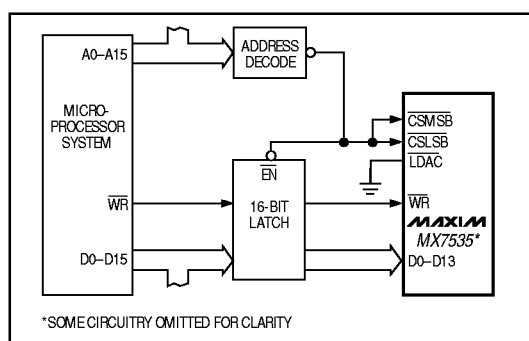 A0–A15
ADDRESS
DECODE
MICRO-
PROCESSOR
SYSTEM
CSMSB
CSLSB
LDAC
EN
WR
16-BIT
LATCH
WR
MAXIM
MX7535*
D0–D15
D0–D13
*SOME CIRCUITRY OMITTED FOR CLARITY